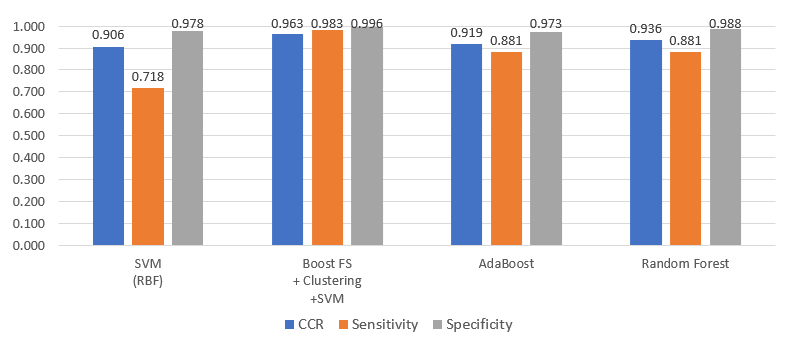 1.000
0.900
0.800
0.700
0.600
0.500
0.400
0.300
0.200
0.100
0.000
0.906
0.718
0.978
0.963
0.983
0.996
0.919
0.881
0.973
0.936
0.881
0.988
SVM
(RBF)
Boost FS
+ Clustering
+SVM
AdaBoost
Random Forest
CCR
Sensitivity
Specificity